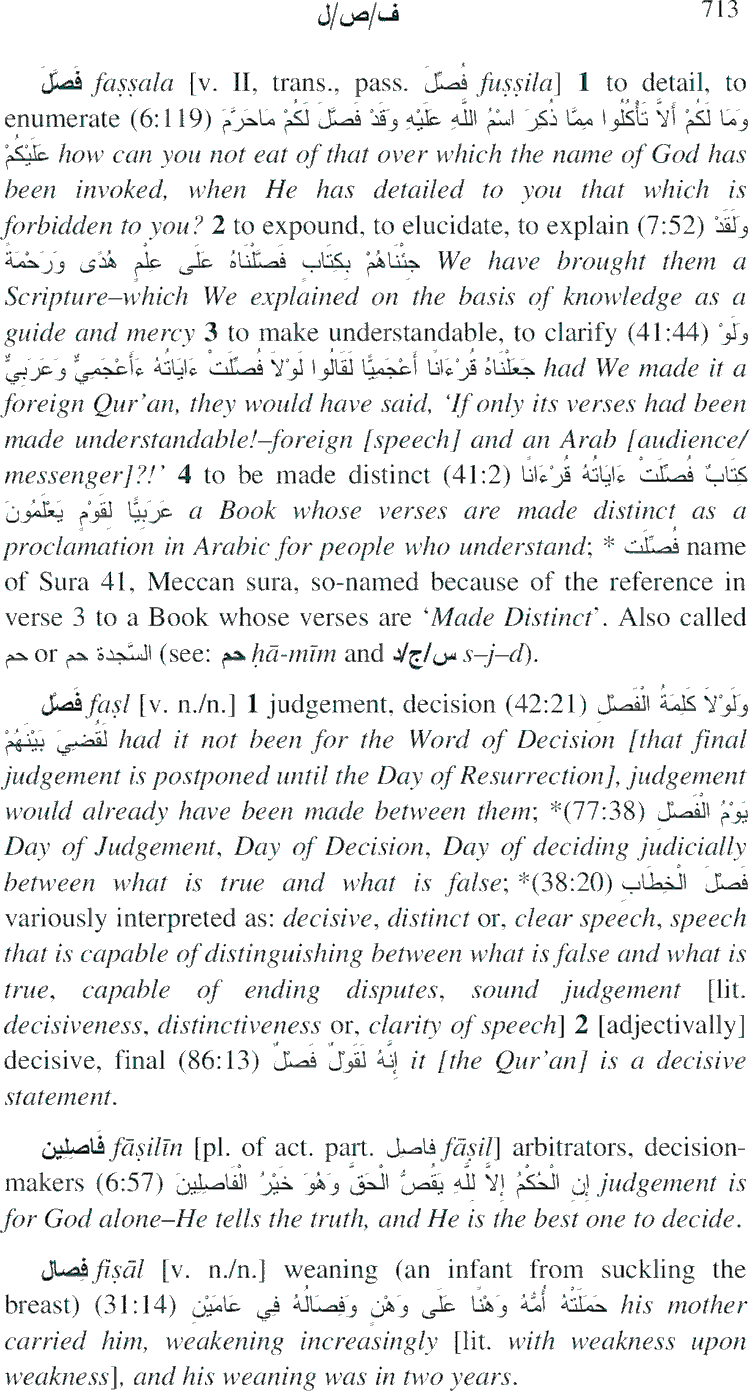 ف/ص/ل 713
فَصَّلَ faṣṣala [v. II, trans., pass. فُصِّلَ fuṣṣila] 1 to detail, to
enumerate (6:119) وَمَا لَكُمْ أَلاَّ تَأْكُلُوا مِمَّا ذُكِرَ اسْمُ اللَّهِ عَلَيْهِ وَقَدْ فَصَّلَ لَكُمْ مَاحَرَّمَ
عَلَيْكُمْ how can you not eat of that over which the name of God has
been invoked, when He has detailed to you that which is
forbidden to you? 2 to expound, to elucidate, to explain (7:52) وَلَقَدْ
جِئْنَاهُمْ بِكِتَابٍ فَصَّلْنَاهُ عَلَى عِلْمٍ هُدًى وَرَحْمَةً We have brought them a
Scripture–which We explained on the basis of knowledge as a
guide and mercy 3 to make understandable, to clarify (41:44) وَلَوْ
جَعَلْنَاهُ قُرْءَانًا أَعْجَمِيًّا لَقَالُوا لَوْلاَ فُصِّلَتْ ءَايَاتُهُ ءَأَعْجَمِيٌّ وَعَرَبِيٌّ had We made it a
foreign Qur'an, they would have said, ‘If only its verses had been
made understandable!–foreign [speech] and an Arab [audience/
messenger]?!’ 4 to be made distinct (41:2) كِتَابٌ فُصِّلَتْ ءَايَاتُهُ قُرْءَانًا
عَرَبِيًّا لِقَوْمٍ يَعْلَمُونَ a Book whose verses are made distinct as a
proclamation in Arabic for people who understand; * فُصِّلَت name
of Sura 41, Meccan sura, so-named because of the reference in
verse 3 to a Book whose verses are ‘Made Distinct’. Also called
حم or السَّجدة حم (see: حم ḥā-mīm and س/ج/د s–j–d).
فَصْل faṣl [v. n./n.] 1 judgement, decision (42:21) وَلَوْلاَ كَلِمَةُ الْفَصْلِ
لَقُضِيَ بَيْنَهُمْ had it not been for the Word of Decision [that final
judgement is postponed until the Day of Resurrection], judgement
would already have been made between them; *(77:38) يَوْمُ الْفَصْلِ
Day of Judgement, Day of Decision, Day of deciding judicially
between what is true and what is false; *(38:20) فَصْلَ الْخِطَابِ
variously interpreted as: decisive, distinct or, clear speech, speech
that is capable of distinguishing between what is false and what is
true, capable of ending disputes, sound judgement [lit.
decisiveness, distinctiveness or, clarity of speech] 2 [adjectivally]
decisive, final (86:13) إِنَّهُ لَقَوْلٌ فَصْلٌ it [the Qur'an] is a decisive
statement.
فَاصِلِين fāṣilīn [pl. of act. part. فاصل fāṣil] arbitrators, decision-
makers (6:57) إِنِ الْحُكْمُ إِلاَّ لِلَّهِ يَقُصُّ الْحَقَّ وَهُوَ خَيْرُ الْفَاصِلِينَ judgement is
for God alone–He tells the truth, and He is the best one to decide.
فِصال fiṣāl [v. n./n.] weaning (an infant from suckling the
breast) (31:14) حَمَلَتْهُ أُمُّهُ وَهْنًا عَلَى وَهْنٍ وَفِصَالُهُ فِي عَامَيْنِ his mother
carried him, weakening increasingly [lit. with weakness upon
weakness], and his weaning was in two years.